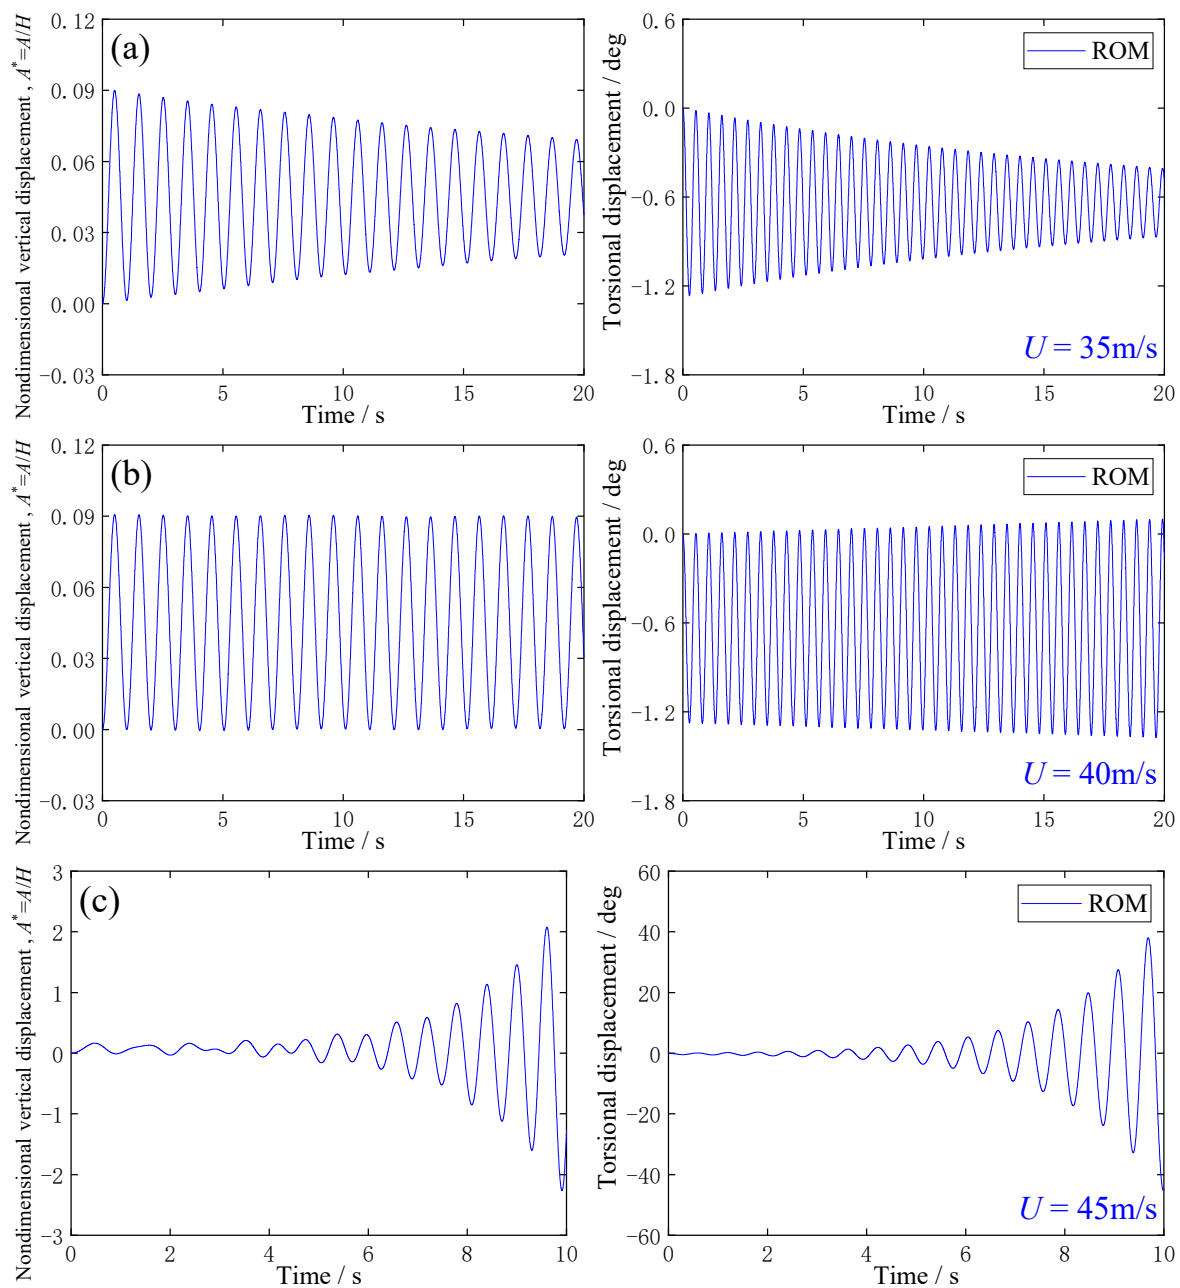 Nondimensional vertical displacement , A*=A/H
0.12
0.09
0.06
0.03
0.00
-0.03
(a)
0 5 10 15 20
Time / s
Torsional displacement / deg
0.6
0.0
-0.6
-1.2
-1.8
ROM
U = 35m/s
0 5 10 15 20
Time / s
Nondimensional vertical displacement , A*=A/H
0.12
0.09
0.06
0.03
0.00
-0.03
(b)
0 5 10 15 20
Time / s
Torsional displacement / deg
0.6
0.0
-0.6
-1.2
-1.8
ROM
U = 40m/s
0 5 10 15 20
Time / s
Nondimensional vertical displacement , A*=A/H
3
2
1
0
-1
-2
-3
(c)
0 2 4 6 8 10
Time / s
Torsional displacement / deg
60
40
20
0
-20
-40
-60
ROM
U = 45m/s
0 2 4 6 8 10
Time / s